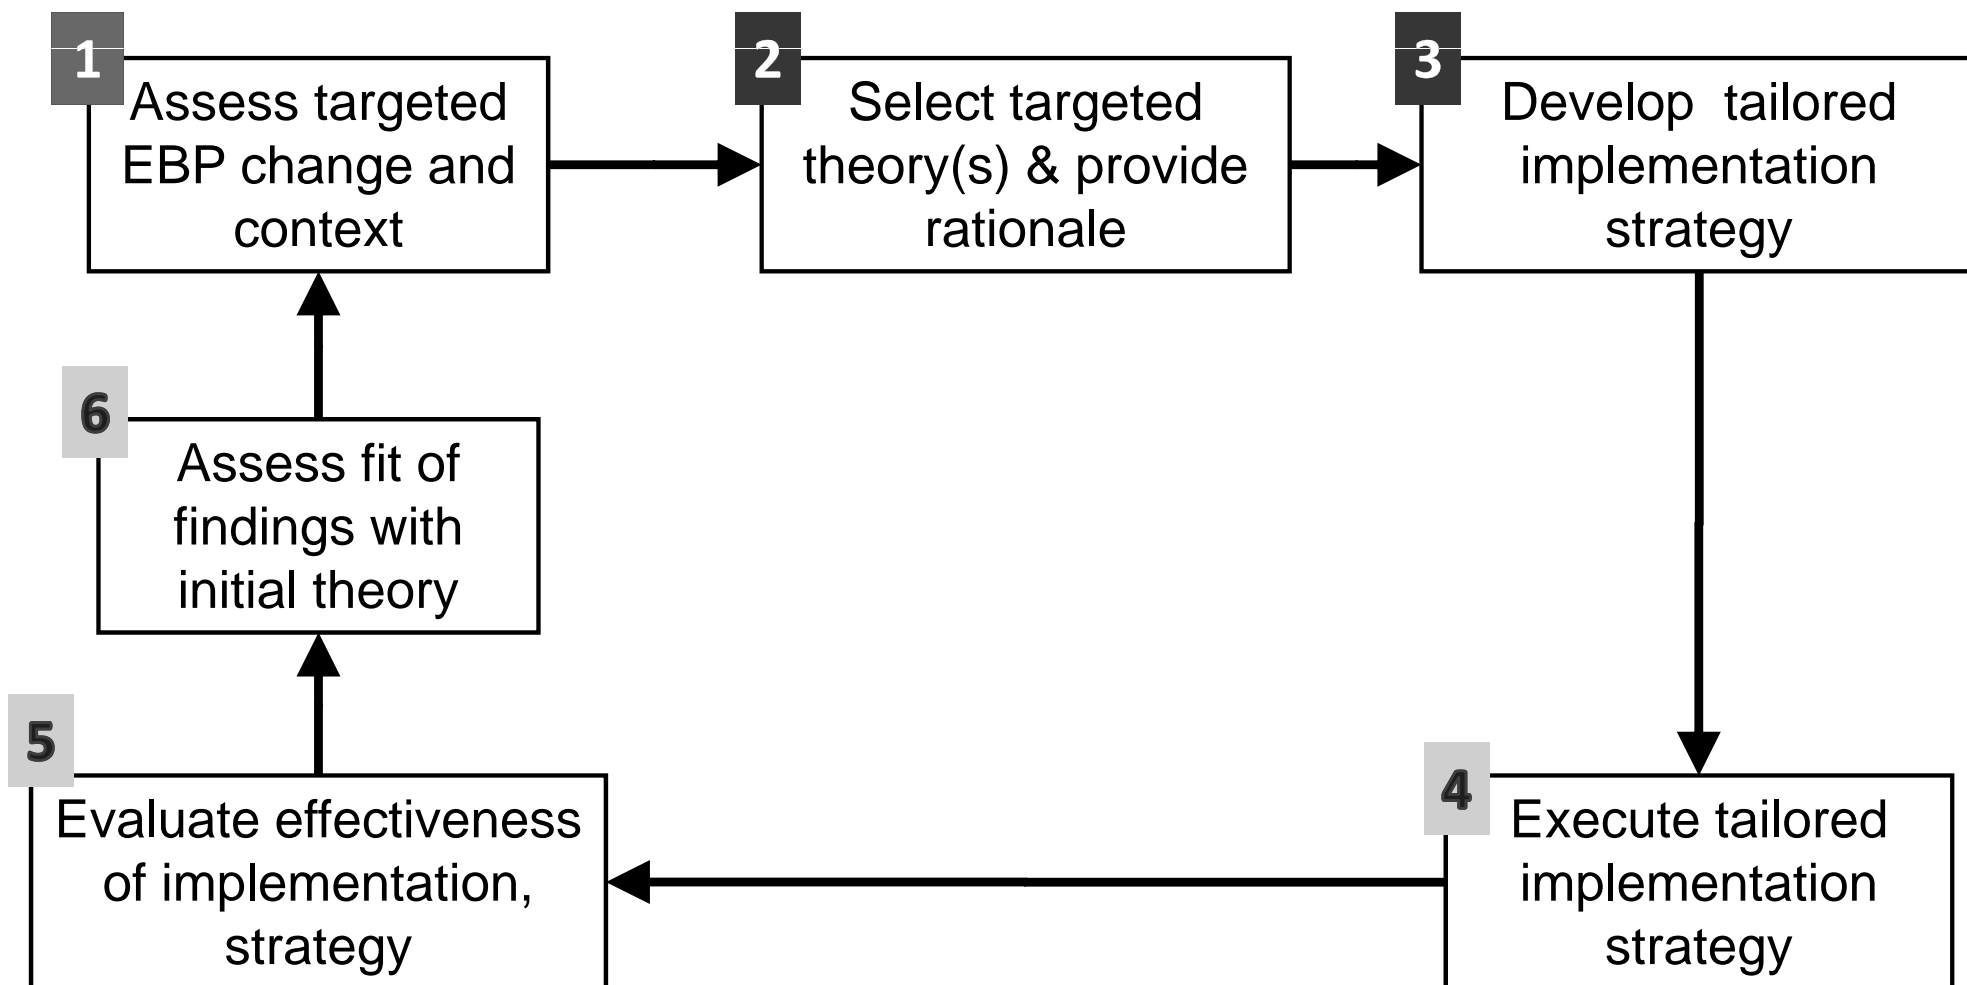 1
Assess targeted
EBP change and
context
2
Select targeted
theory(s) & provide
rationale
3
Develop  tailored
implementation
strategy
4
Execute tailored
implementation
strategy
5
Evaluate effectiveness
of implementation,
strategy
6
Assess fit of
findings with
initial theory